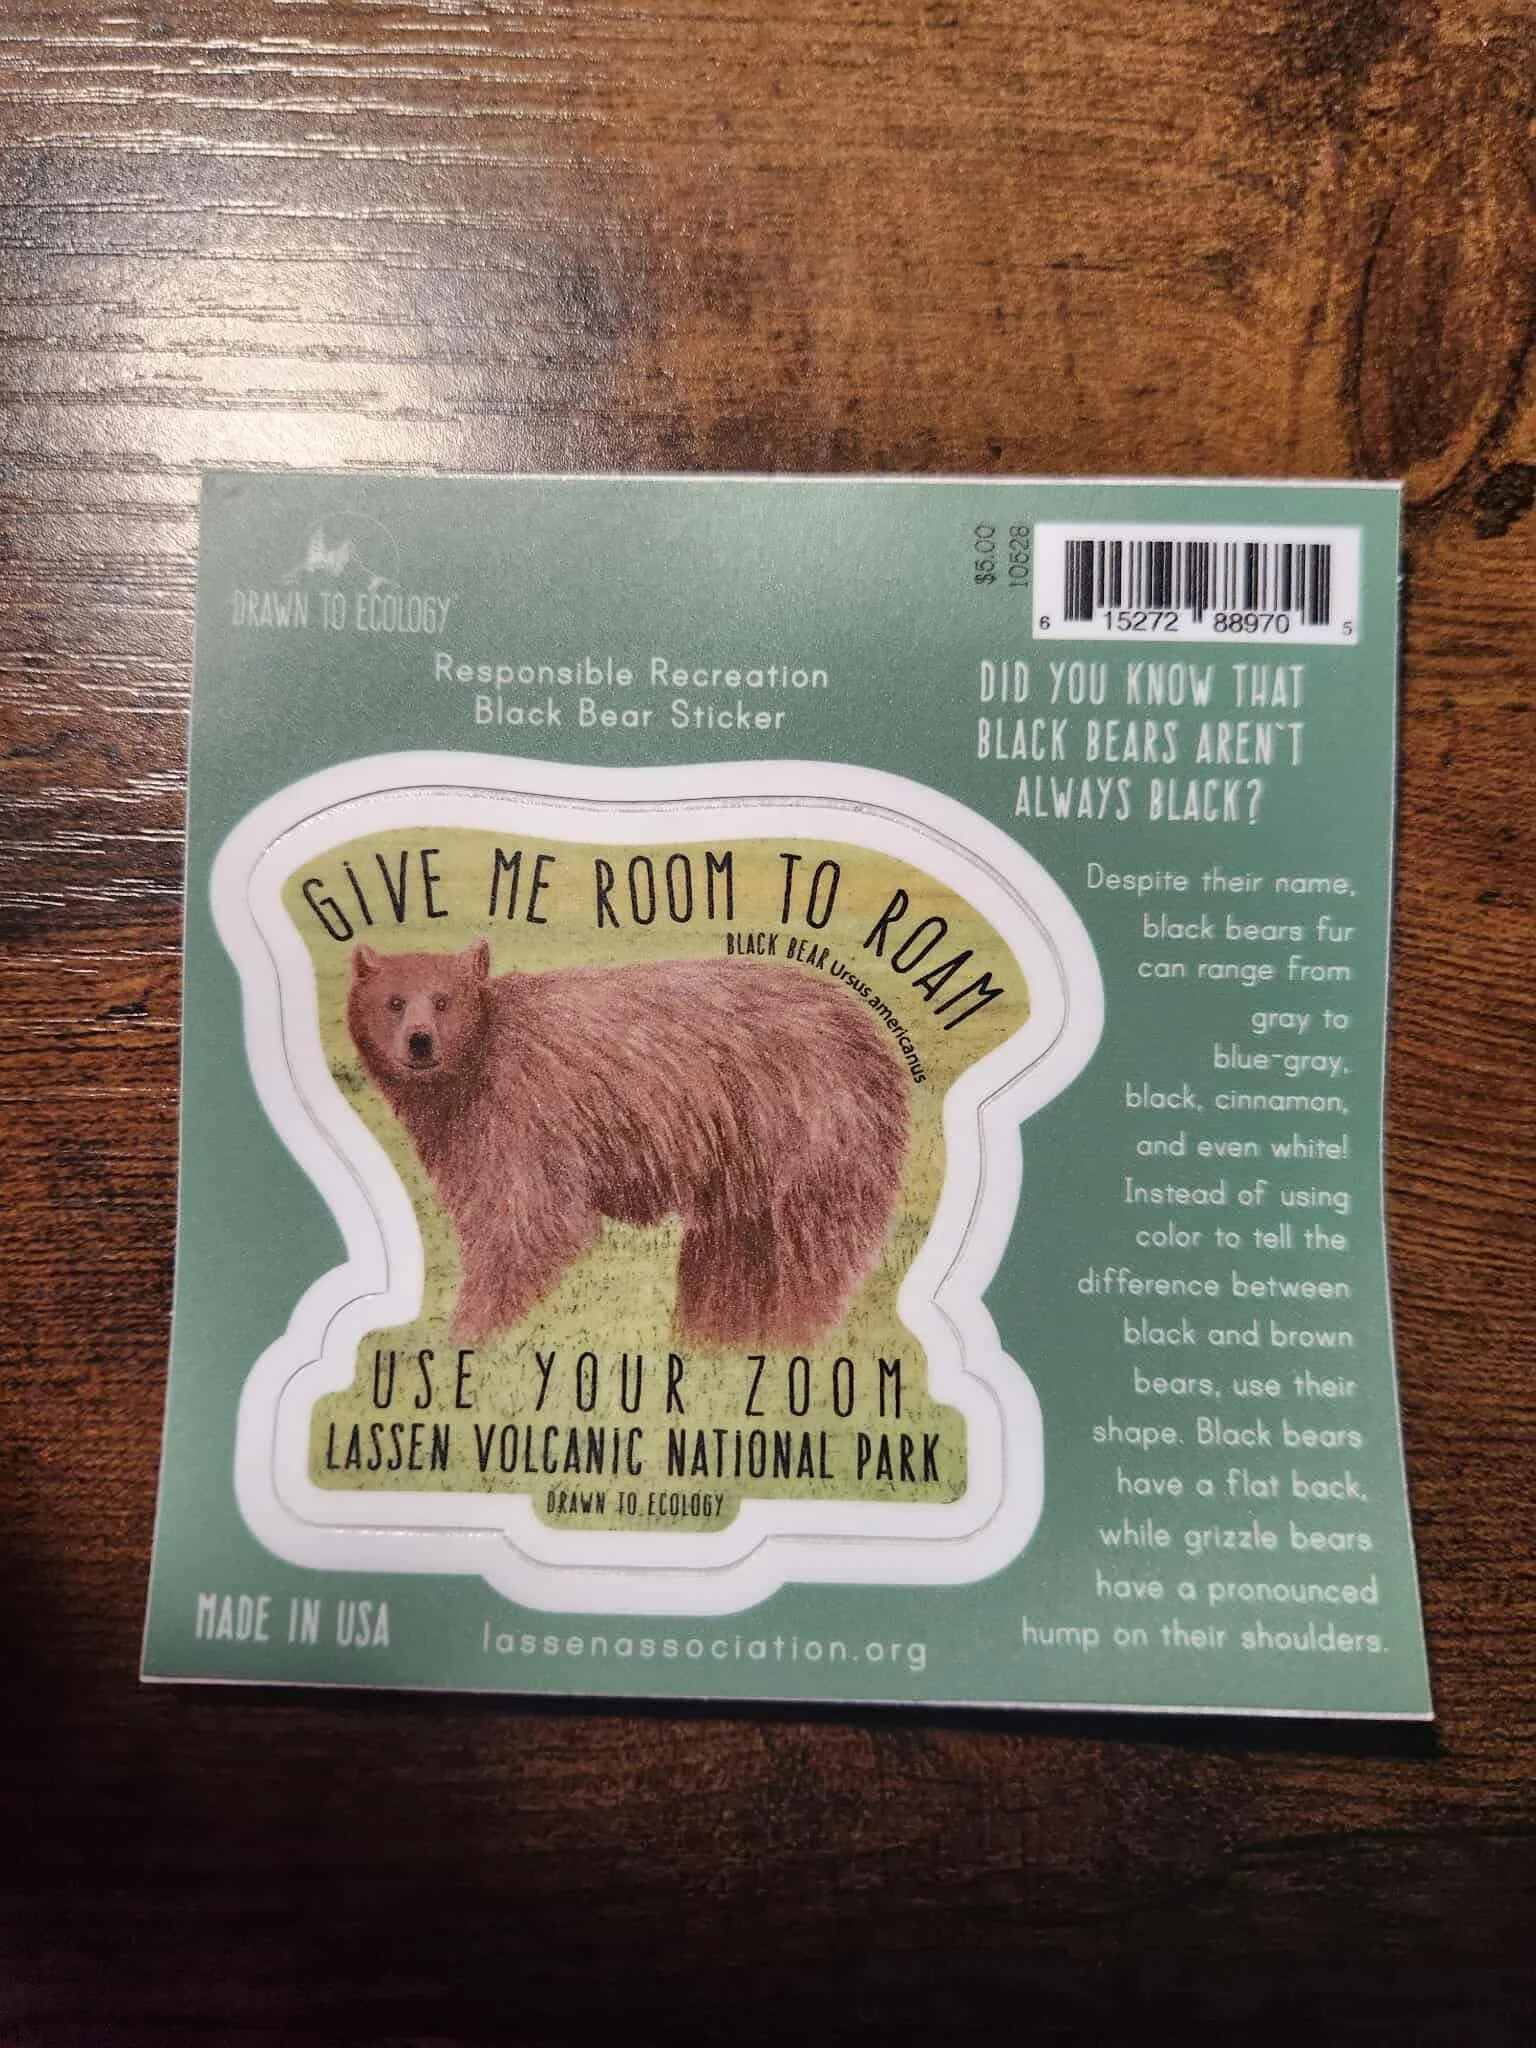 DRAWN TO ECOLOGY
$5.00
10528
6 15272 88970 5
Responsible Recreation
Black Bear Sticker
DID YOU KNOW THAT
BLACK BEARS AREN'T
ALWAYS BLACK?
GIVE ME ROOM TO ROAM
BLACK BEAR Ursus americanus
USE YOUR ZOOM
LASSEN VOLCANIC NATIONAL PARK
DRAWN TO ECOLOGY
Despite their name,
black bears fur
can range from
gray to
blue-gray,
black, cinnamon,
and even white!
Instead of using
color to tell the
difference between
black and brown
bears, use their
shape. Black bears
have a flat back,
while grizzle bears
have a pronounced
hump on their shoulders.
MADE IN USA
lassenassociation.org